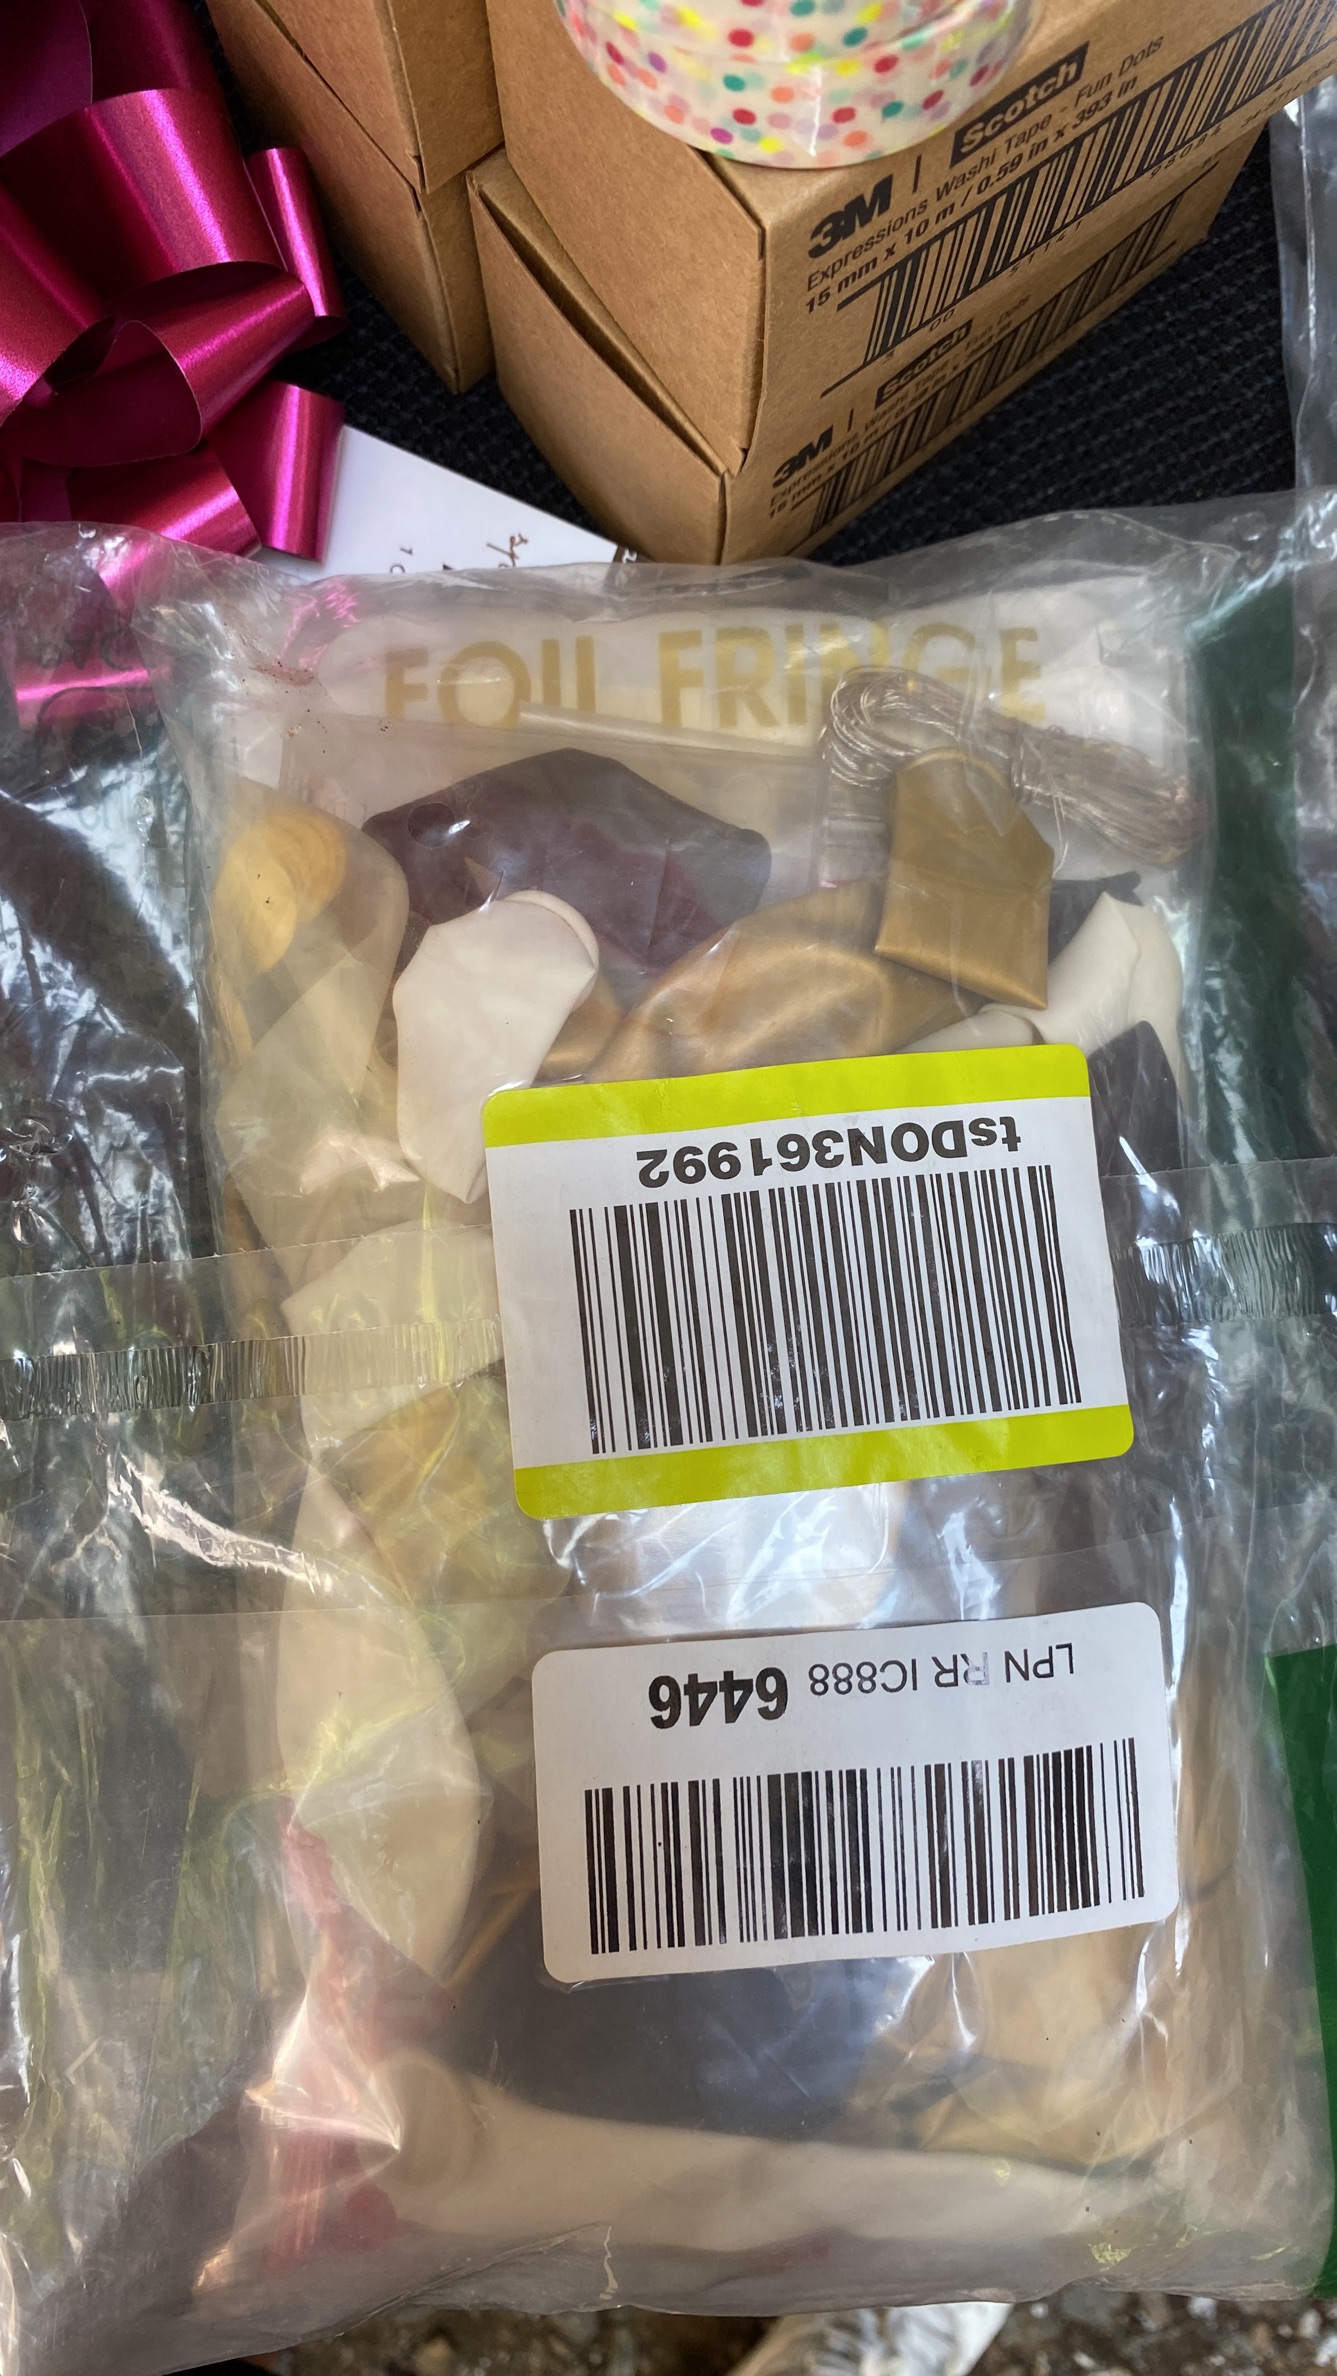 3M | Scotch
Expressions Washi Tape - Fun Dots
15 mm x 10 m / 0.59 in x 393 in
3M | Scotch
FOIL FRINGE
tsDON361992
LPN RR IC888 6446